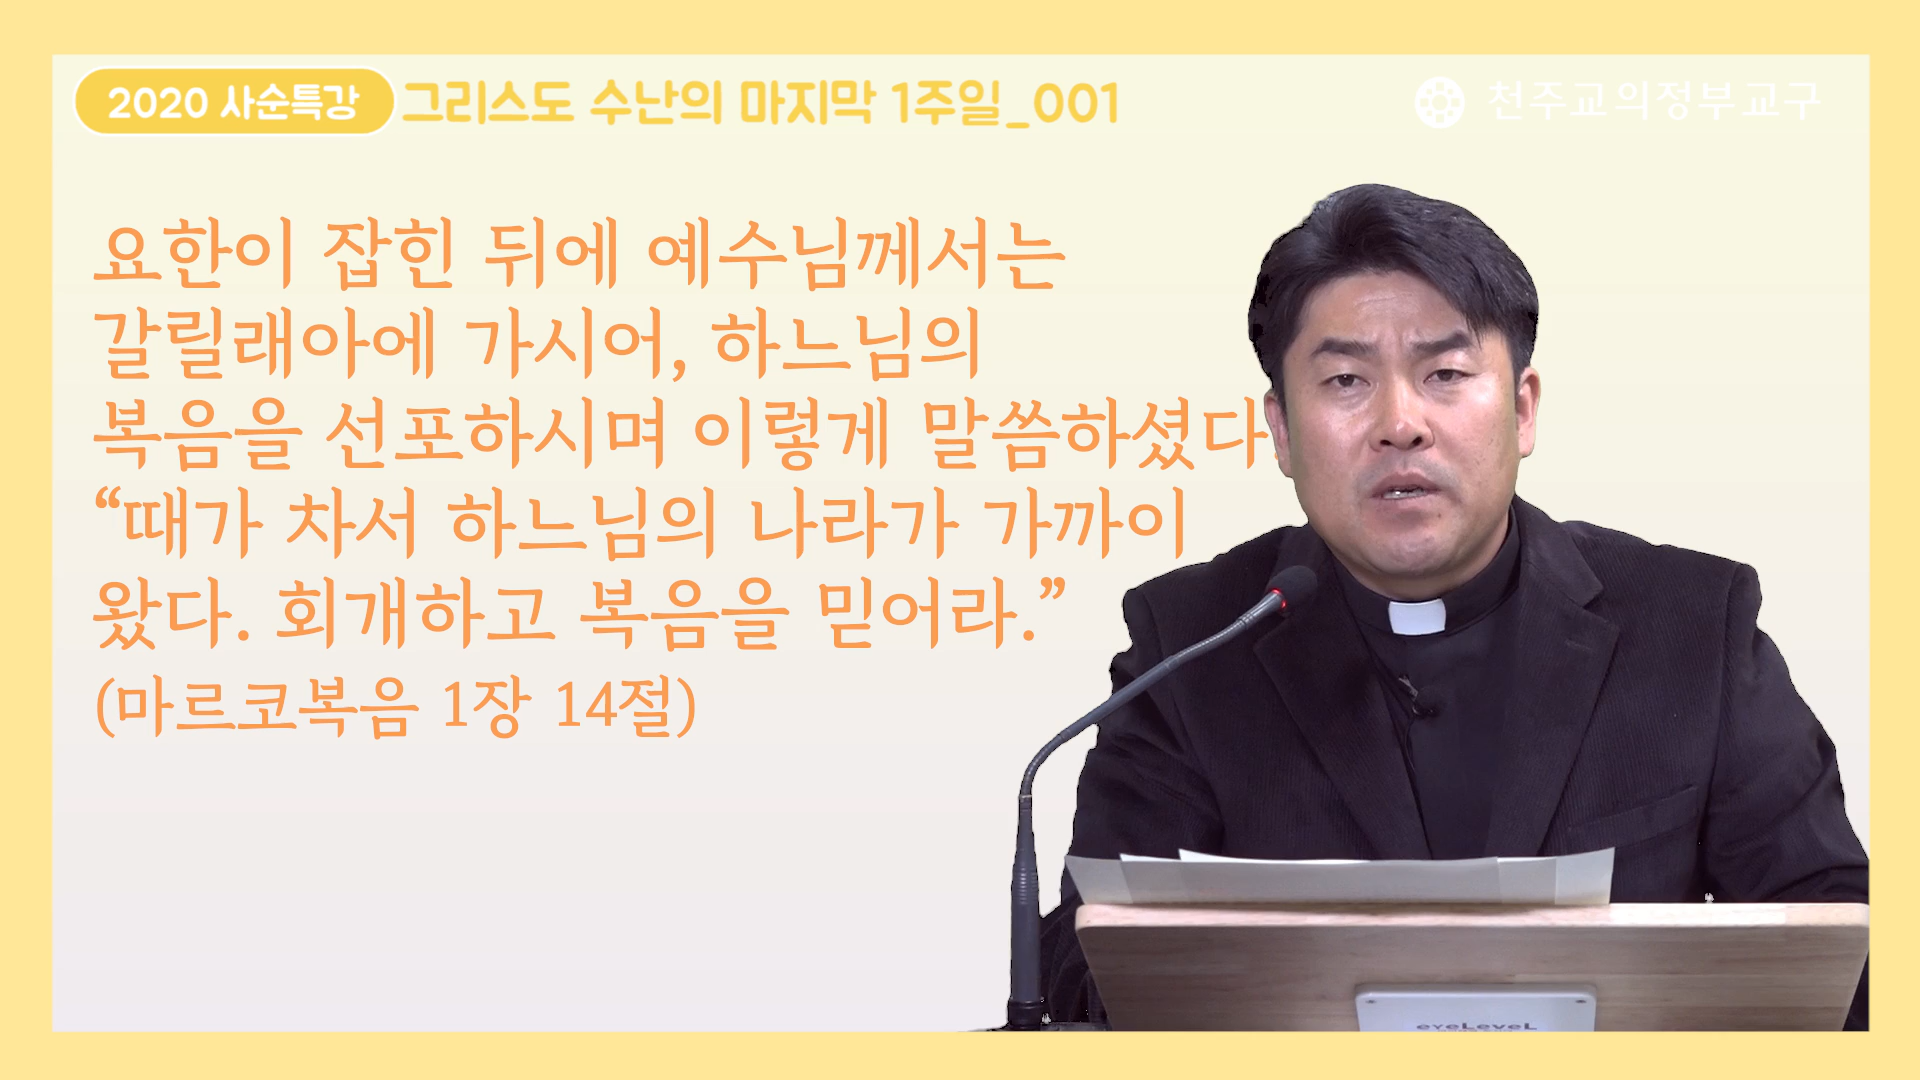 2020 사순특강 그리스도 수난의 마지막 1주일_001
천주교의정부교구
요한이 잡힌 뒤에 예수님께서는
갈릴래아에 가시어, 하느님의
복음을 선포하시며 이렇게 말씀하셨다.
“때가 차서 하느님의 나라가 가까이
왔다. 회개하고 복음을 믿어라.”
(마르코복음 1장 14절)
eyeLeveL